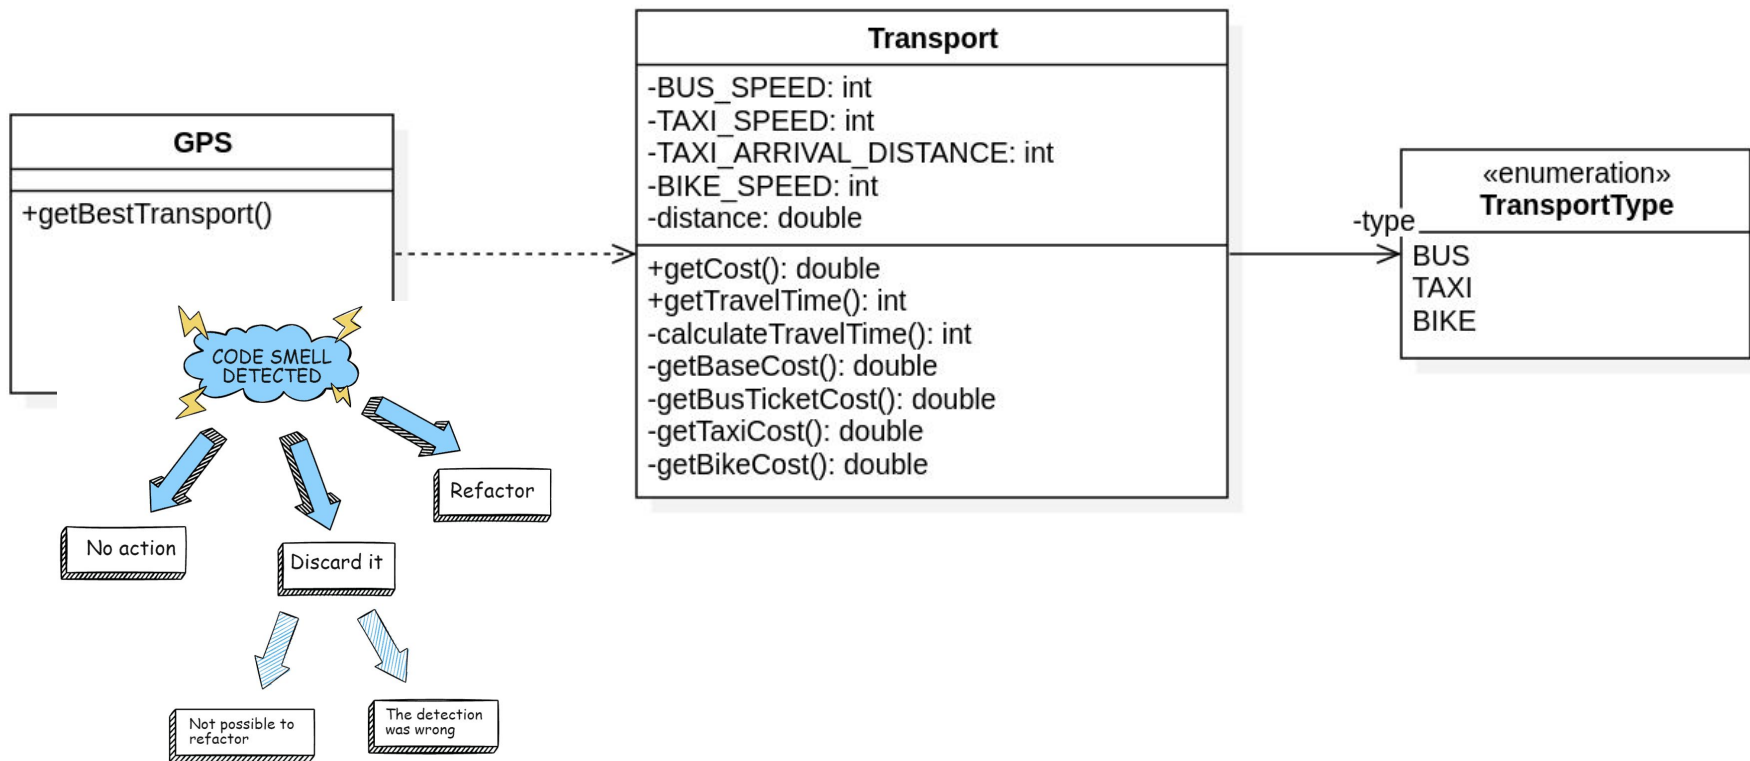 GPS
+getBestTransport()
CODE SMELL
DETECTED
No action
Discard it
Refactor
Not possible to
refactor
The detection
was wrong
Transport
-BUS_SPEED: int
-TAXI_SPEED: int
-TAXI_ARRIVAL_DISTANCE: int
-BIKE_SPEED: int
-distance: double
+getCost(): double
+getTravelTime(): int
-calculateTravelTime(): int
-getBaseCost(): double
-getBusTicketCost(): double
-getTaxiCost(): double
-getBikeCost(): double
-type
«enumeration»
TransportType
BUS
TAXI
BIKE